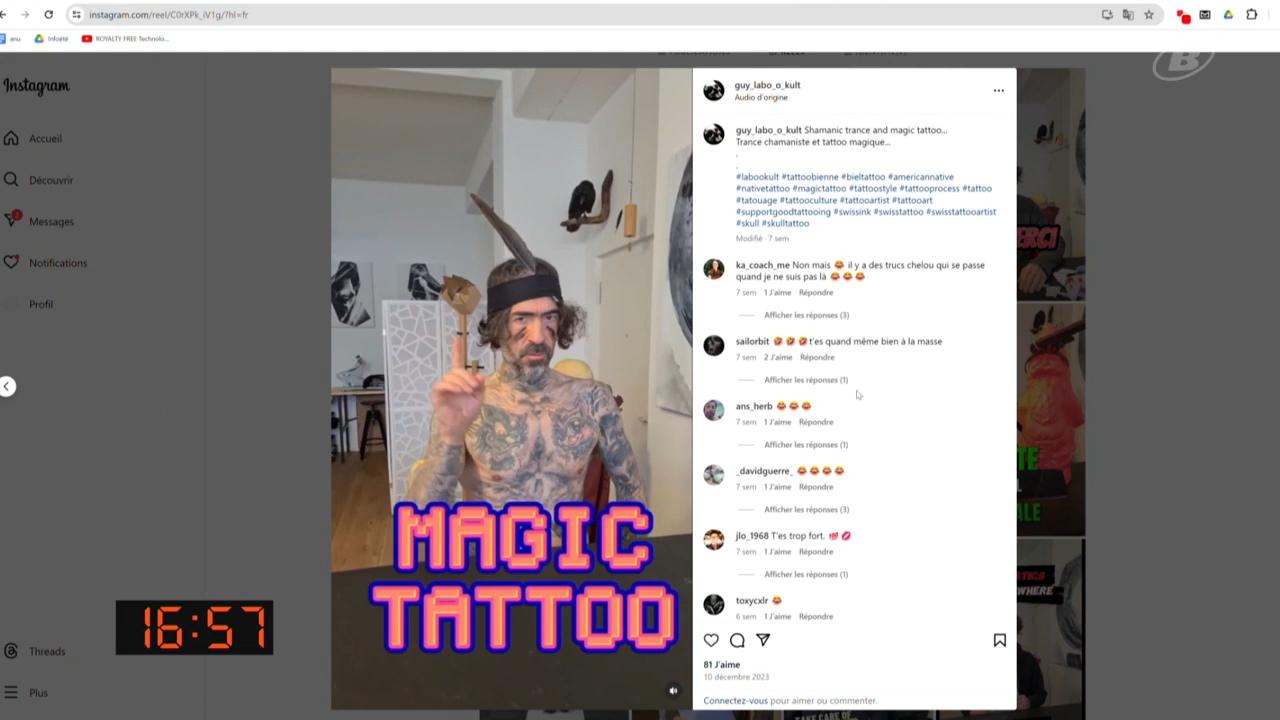 instagram.com/reel/C0rXPk_iV1g/?hl=fr
anu
Infoété
ROYALTY FREE Technolo...
B
Instagram
guy_labo_o_kult
Audio d'origine
Accueil
Découvrir
2
Messages
Notifications
Profil
Threads
Plus
guy_labo_o_kult Shamanic trance and magic tattoo...
Trance chamaniste et tattoo magique...
.
.
#labookult #tattoobienne #bieltattoo #americannative
#nativetattoo #magictattoo #tattoostyle #tattooprocess #tattoo
#tatouage #tattooculture #tattooartist #tattooart
#supportgoodtattooing #swissink #swisstattoo #swisstattooartist
#skull #skulltattoo
Modifié · 7 sem
ka_coach_me Non mais 😂 il y a des trucs chelou qui se passe
quand je ne suis pas là 😂 😂 😂
7 sem 1 J'aime Répondre
Afficher les réponses (3)
sailorbit 🤣 🤣 🤣 t'es quand même bien à la masse
7 sem 2 J'aime Répondre
Afficher les réponses (1)
ans_herb 😂 😂 😂
7 sem 1 J'aime Répondre
Afficher les réponses (1)
_davidguerre_ 😂 😂 😂 😂
7 sem 1 J'aime Répondre
Afficher les réponses (3)
jlo_1968 T'es trop fort. 💯 💋
7 sem 1 J'aime Répondre
Afficher les réponses (1)
toxycxlr 😂
6 sem 1 J'aime Répondre
81 J'aime
10 décembre 2023
Connectez-vous pour aimer ou commenter.
MAGIC
TATTOO
16:57
WHERE
TAKE CARE OF